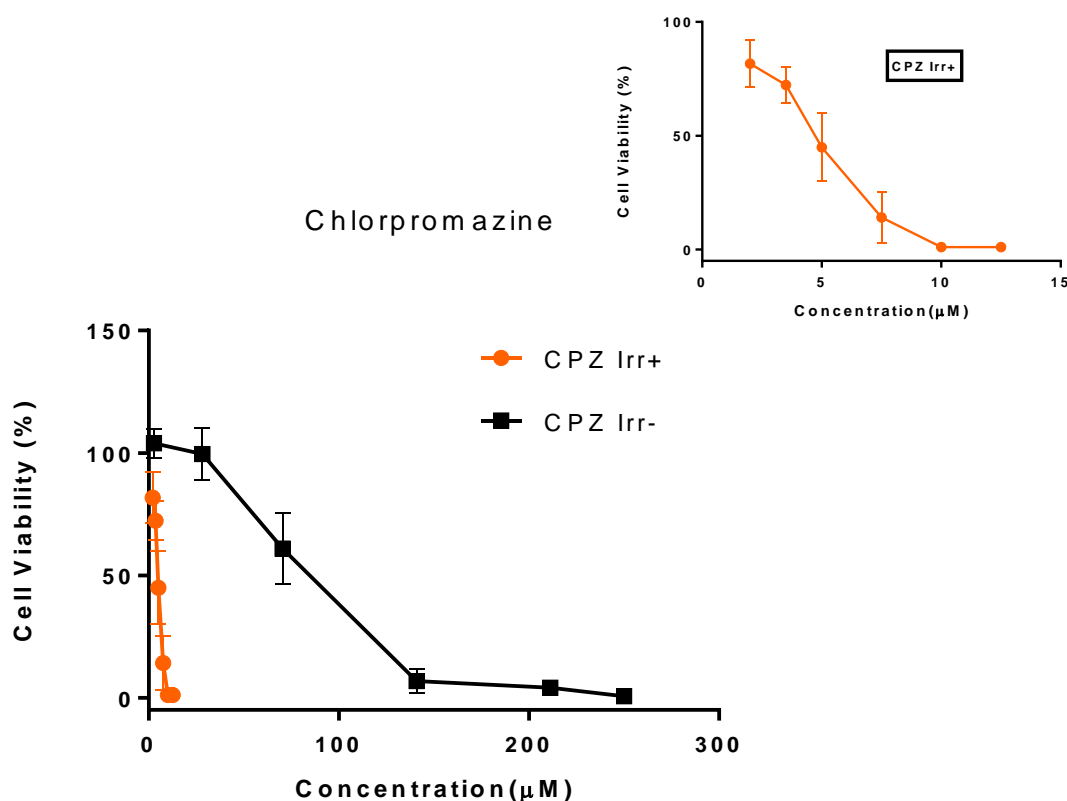 100
50
0
Cell Viability (%)
CPZ Irr+
0 5 10 15
Concentration(μM)
Chlorpromazine
150
100
50
0
Cell Viability (%)
CPZ Irr+
CPZ Irr-
0 100 200 300
Concentration(μM)